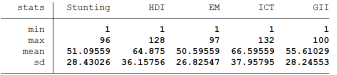 stats Stunting HDI EM ICT GII
min 1 1 1 1 1
max 96 128 97 132 100
mean 51.09559 64.875 50.59559 66.59559 55.61029
sd 28.43026 36.15756 26.82547 37.95795 28.24553